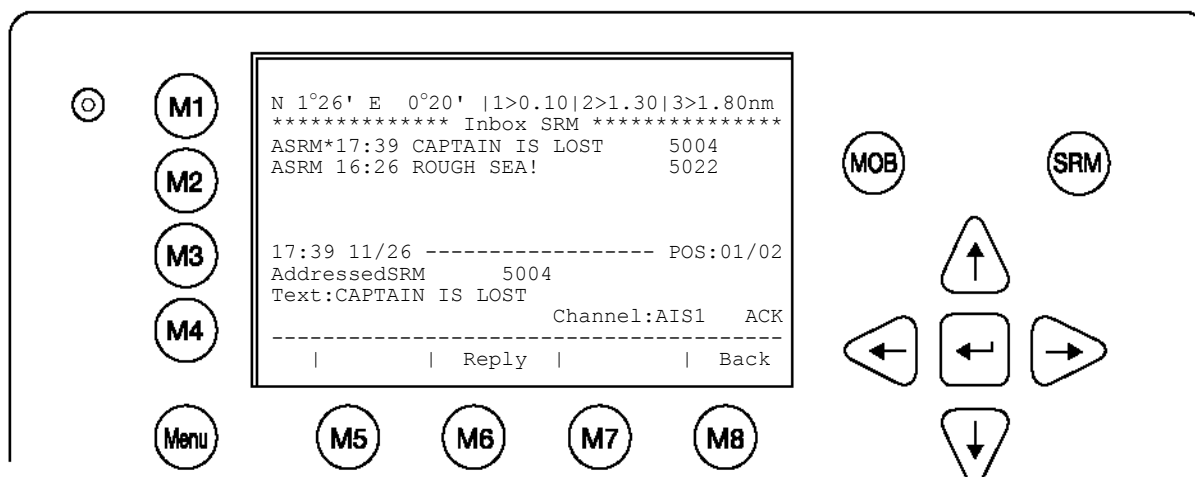 M1
M2
M3
M4
N 1°26' E 0°20' |1>0.10|2>1.30|3>1.80nm
************** Inbox SRM ***************
ASRM*17:39 CAPTAIN IS LOST 5004
ASRM 16:26 ROUGH SEA! 5022
17:39 11/26 ------------------ POS:01/02
AddressedSRM 5004
Text:CAPTAIN IS LOST
Channel:AIS1 ACK
----------------------------------------
| | Reply | | Back
MOB
SRM
Menu
M5
M6
M7
M8